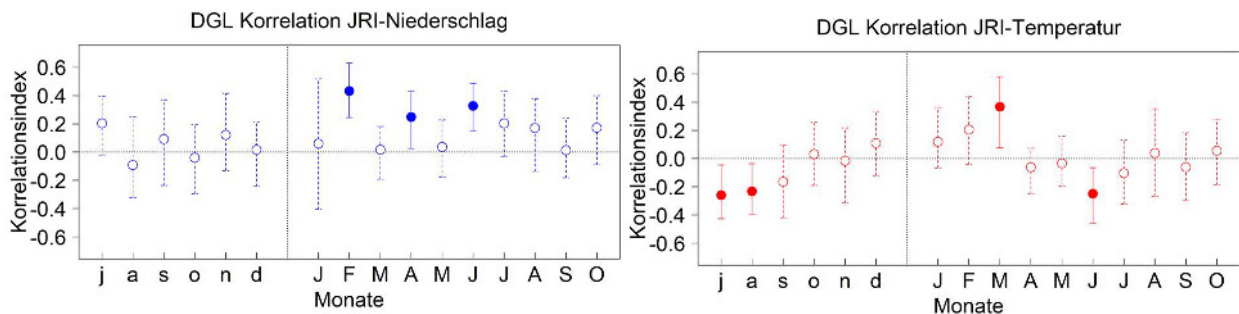 DGL Korrelation JRI-Niederschlag
Korrelationsindex
0.6
0.4
0.2
0.0
-0.2
-0.4
-0.6
j a s o n d J F M A M J J A S O
Monate
DGL Korrelation JRI-Temperatur
Korrelationsindex
0.6
0.4
0.2
0.0
-0.2
-0.4
-0.6
j a s o n d J F M A M J J A S O
Monate